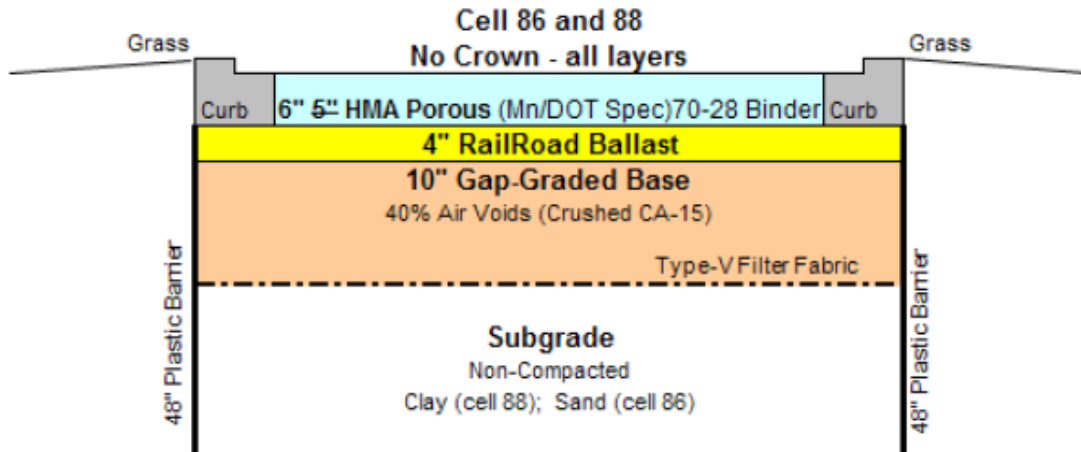 Cell 86 and 88
No Crown - all layers
Grass
Grass
Curb
6" 5" HMA Porous (Mn/DOT Spec)70-28 Binder
Curb
4" RailRoad Ballast
10" Gap-Graded Base
40% Air Voids (Crushed CA-15)
Type-V Filter Fabric
48" Plastic Barrier
48" Plastic Barrier
Subgrade
Non-Compacted
Clay (cell 88); Sand (cell 86)